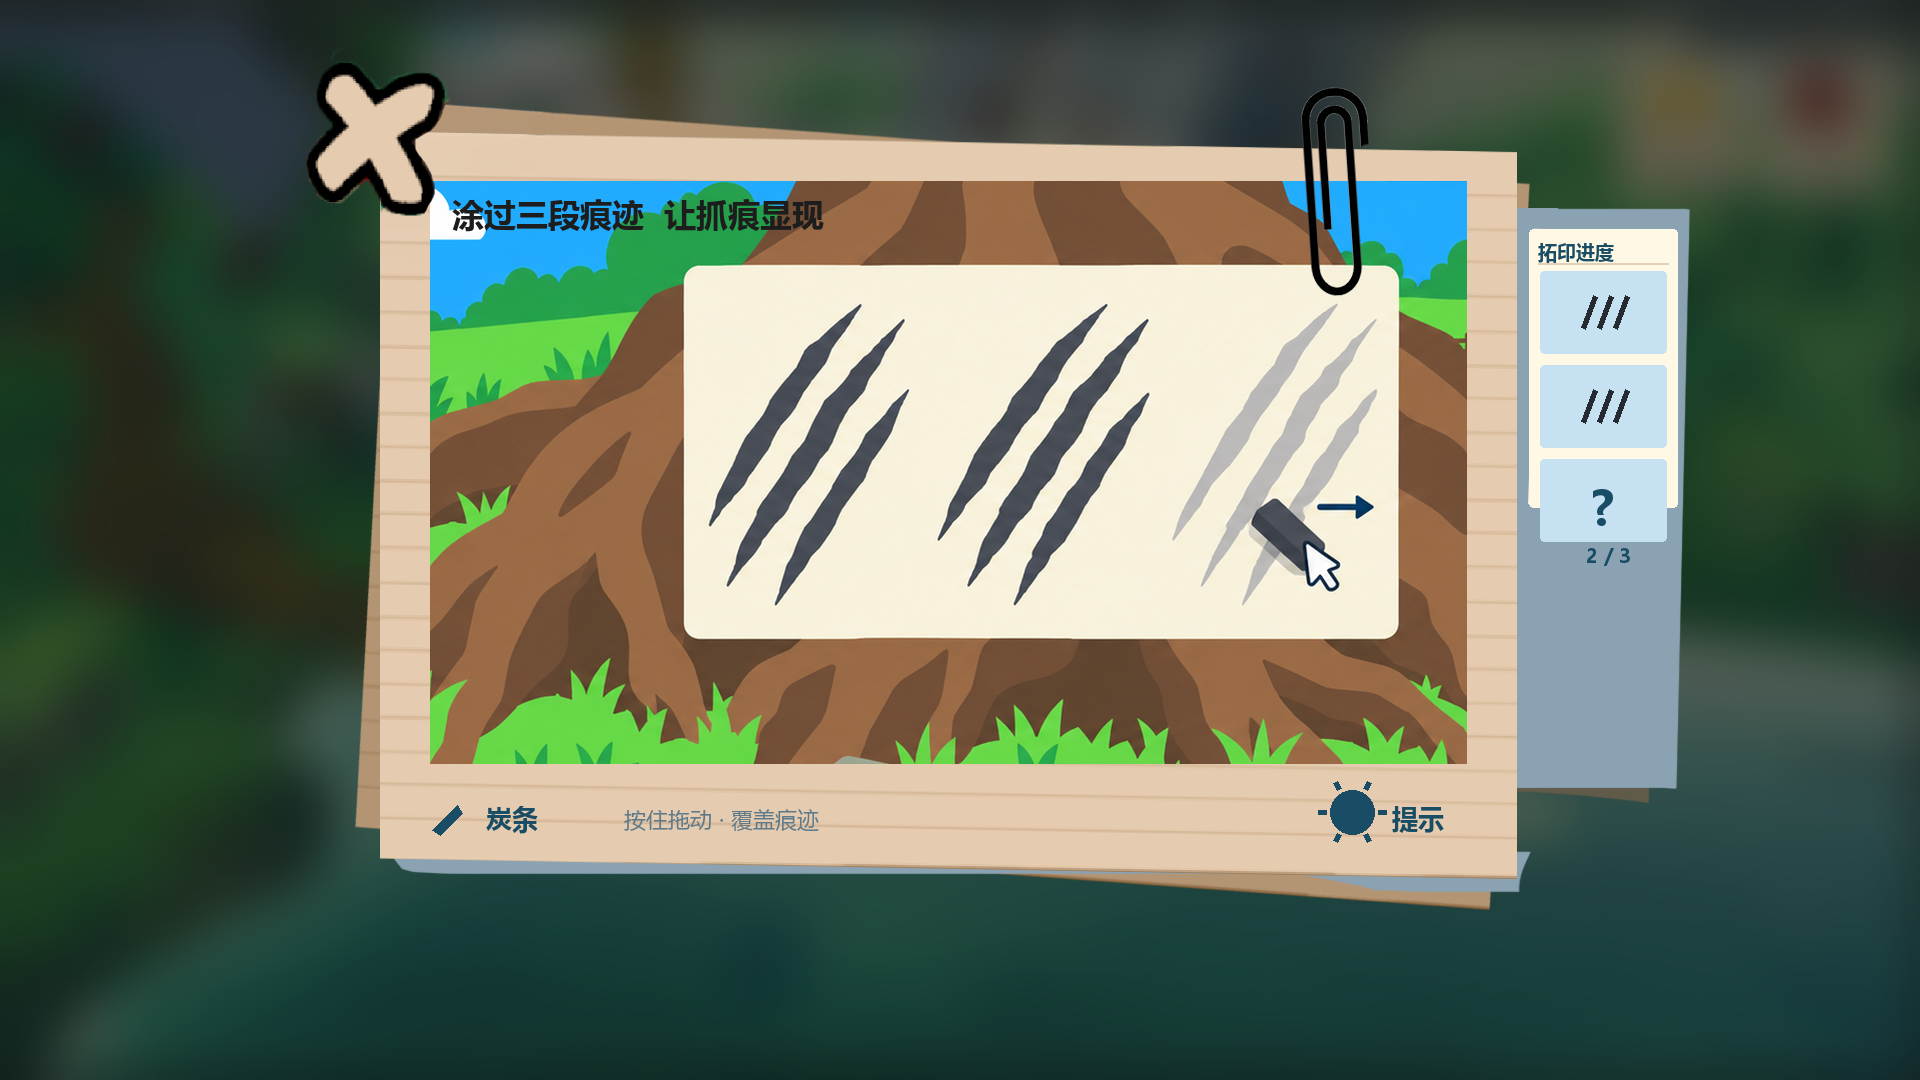 涂过三段痕迹 让抓痕显现
拓印进度
?
2 / 3
炭条
按住拖动 · 覆盖痕迹
提示